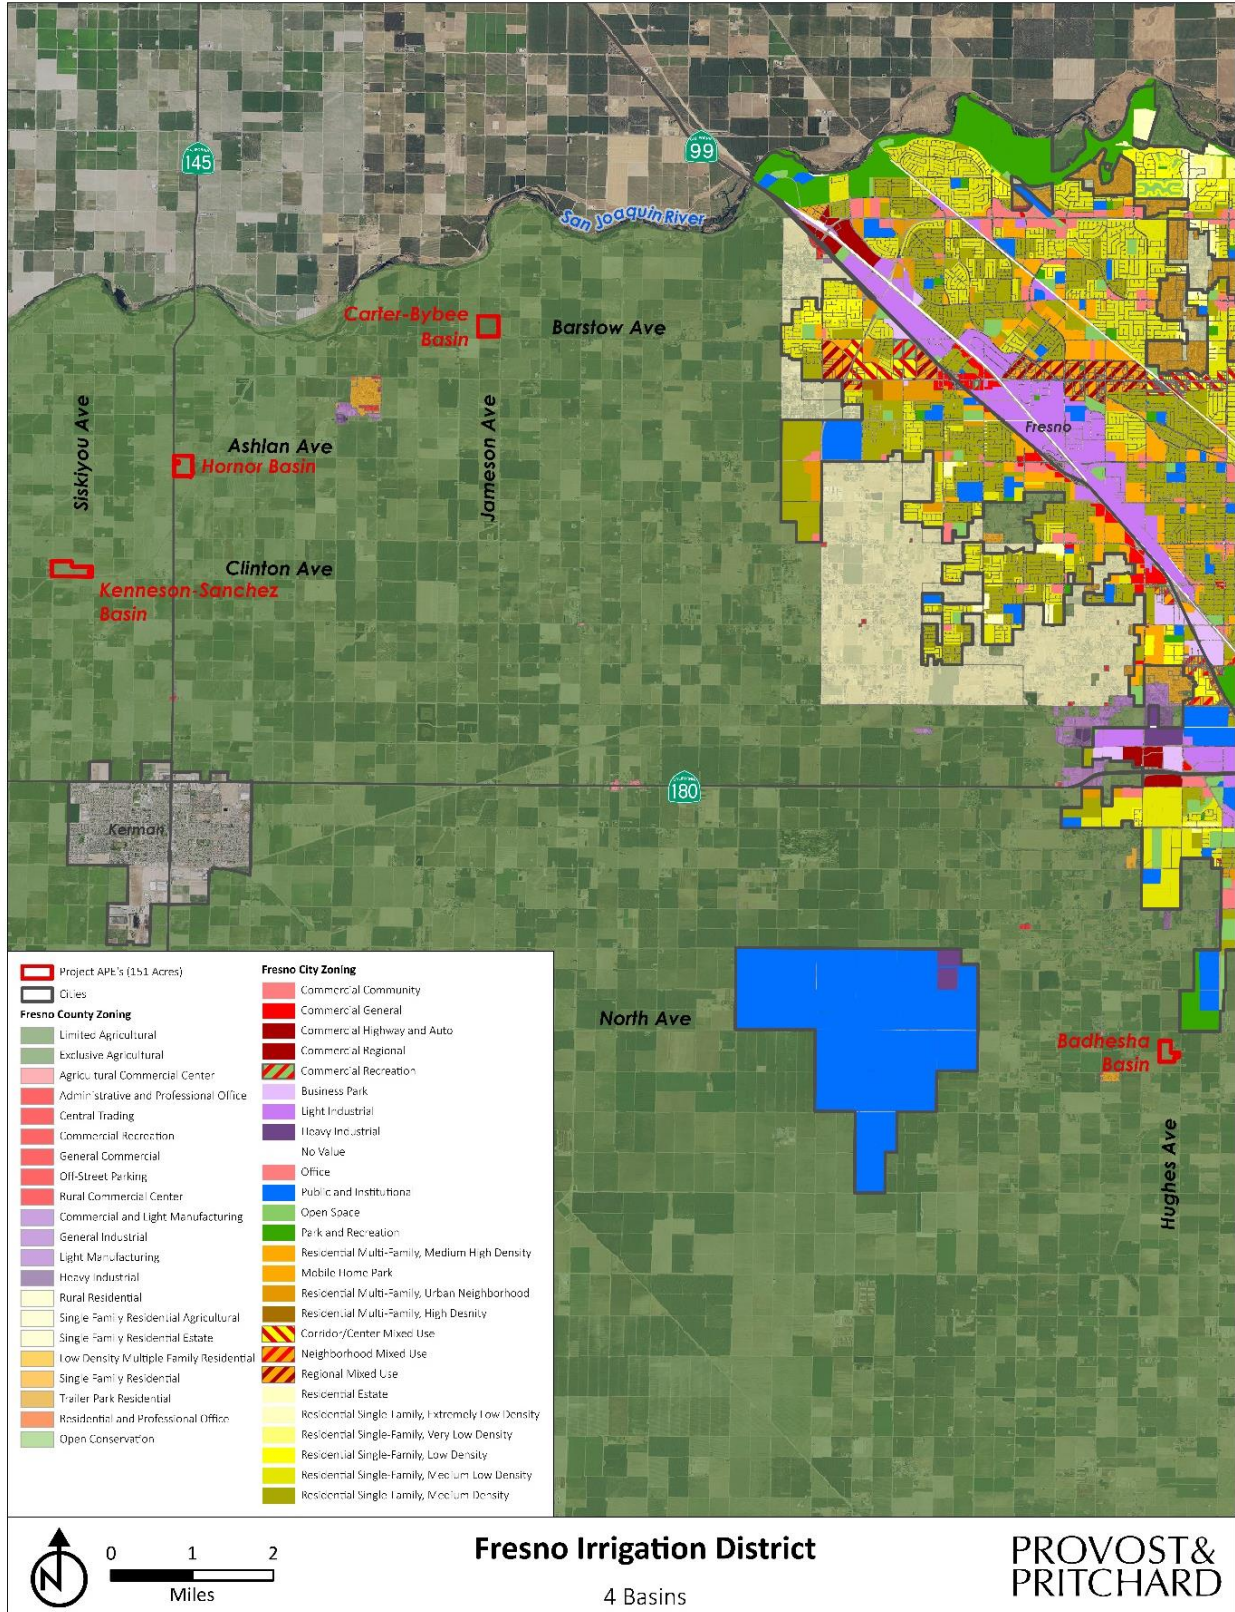 145
99
San Joaquin River
Carter-Bybee
Basin
Barstow Ave
Siskiyou Ave
Ashlan Ave
Hornor Basin
Jameson Ave
Fresno
Clinton Ave
Kenneson-Sanchez
Basin
180
Kerman
North Ave
Badhesha
Basin
Hughes Ave
Project APE's (151 Acres)
Cities
Fresno County Zoning
Limited Agricultural
Exclusive Agricultural
Agricultural Commercial Center
Administrative and Professional Office
Central Trading
Commercial Recreation
General Commercial
Off-Street Parking
Rural Commercial Center
Commercial and Light Manufacturing
General Industrial
Light Manufacturing
Heavy Industrial
Rural Residential
Single Family Residential Agricultural
Single Family Residential Estate
Low Density Multiple Family Residential
Single Family Residential
Trailer Park Residential
Residential and Professional Office
Open Conservation
Fresno City Zoning
Commercial Community
Commercial General
Commercial Highway and Auto
Commercial Regional
Commercial Recreation
Business Park
Light Industrial
Heavy Industrial
No Value
Office
Public and Institutiona
Open Space
Park and Recreation
Residential Multi-Family, Medium High Density
Mobile Home Park
Residential Multi-Family, Urban Neighborhood
Residential Multi-Family, High Desnity
Corridor/Center Mixed Use
Neighborhood Mixed Use
Regional Mixed Use
Residential Estate
Residential Single-Family, Extremely Low Density
Residential Single-Family, Very Low Density
Residential Single-Family, Low Density
Residential Single-Family, Medium Low Density
Residential Single-Family, Medium Density
N
0 1 2
Miles
Fresno Irrigation District
4 Basins
PROVOST&
PRITCHARD